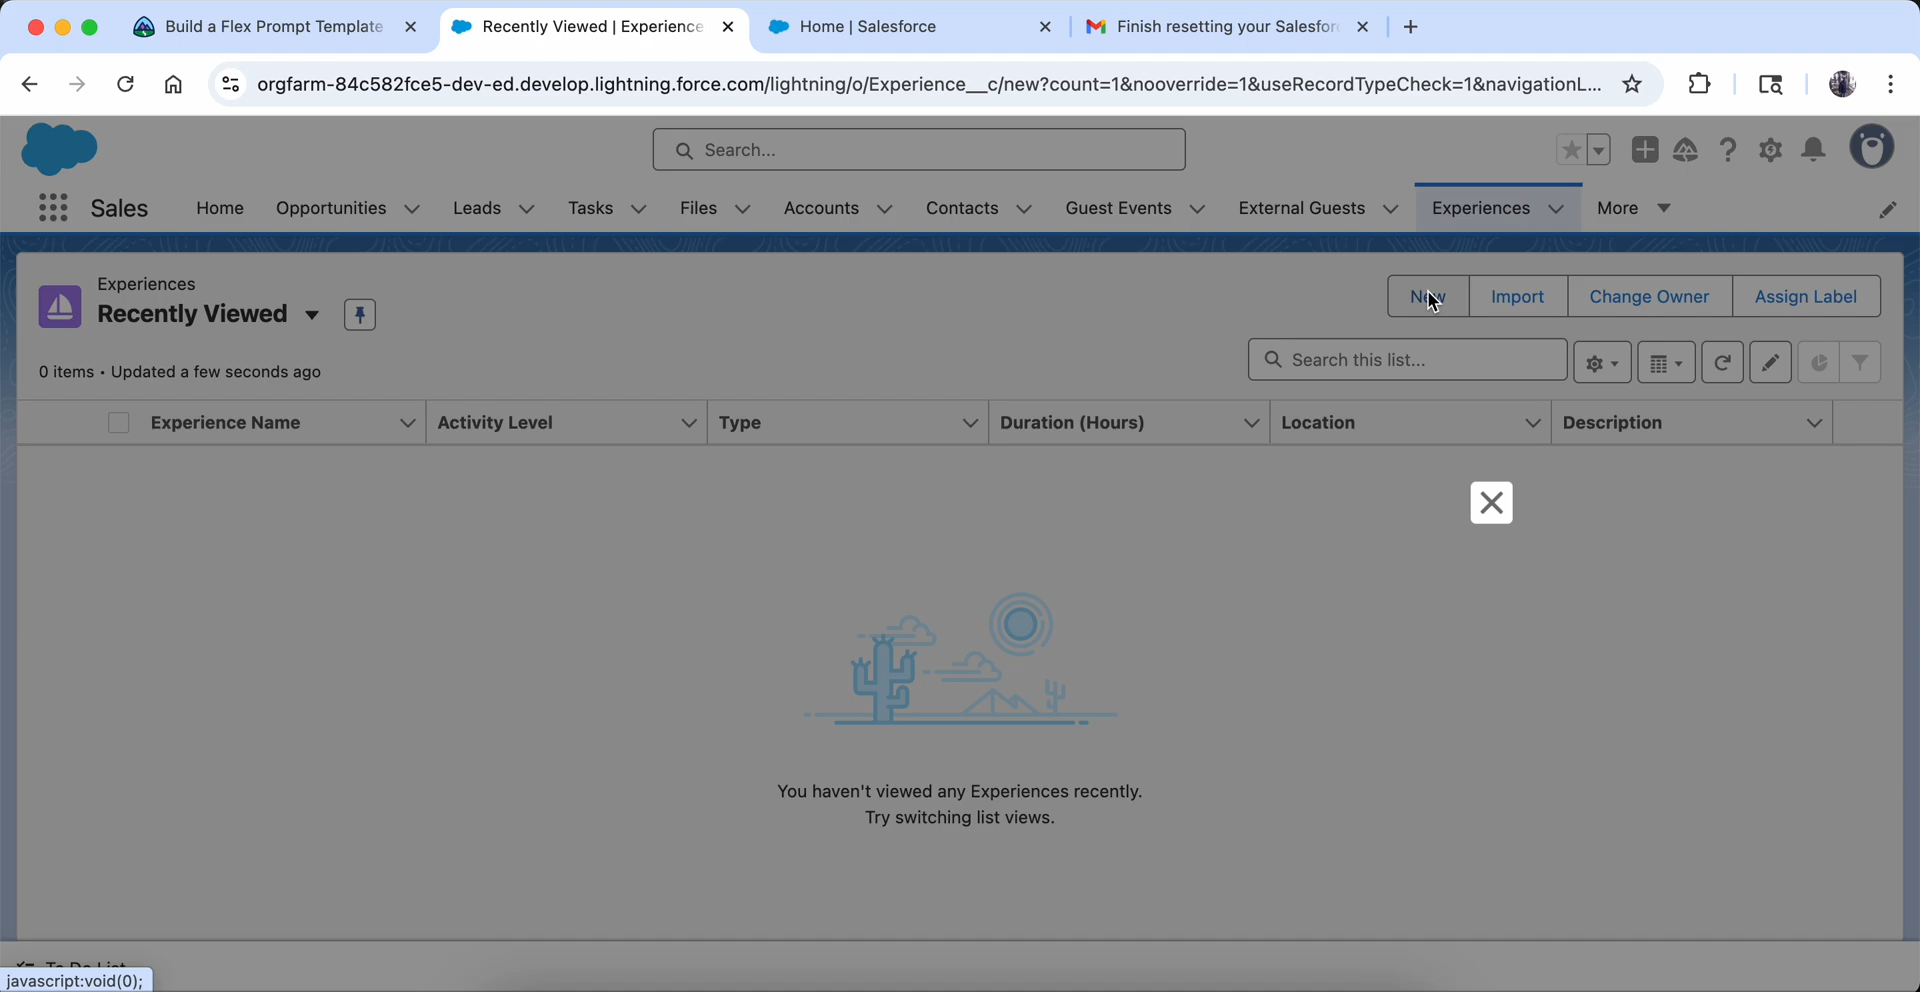 Build a Flex Prompt Template
Recently Viewed | Experience
Home | Salesforce
Finish resetting your Salesfor
orgfarm-84c582fce5-dev-ed.develop.lightning.force.com/lightning/o/Experience__c/new?count=1&nooverride=1&useRecordTypeCheck=1&navigationL...
Search...
Sales
Home
Opportunities
Leads
Tasks
Files
Accounts
Contacts
Guest Events
External Guests
Experiences
More
Experiences
Recently Viewed
New
Import
Change Owner
Assign Label
0 items • Updated a few seconds ago
Search this list...
Experience Name
Activity Level
Type
Duration (Hours)
Location
Description
You haven't viewed any Experiences recently.
Try switching list views.
To Do List
javascript:void(0);